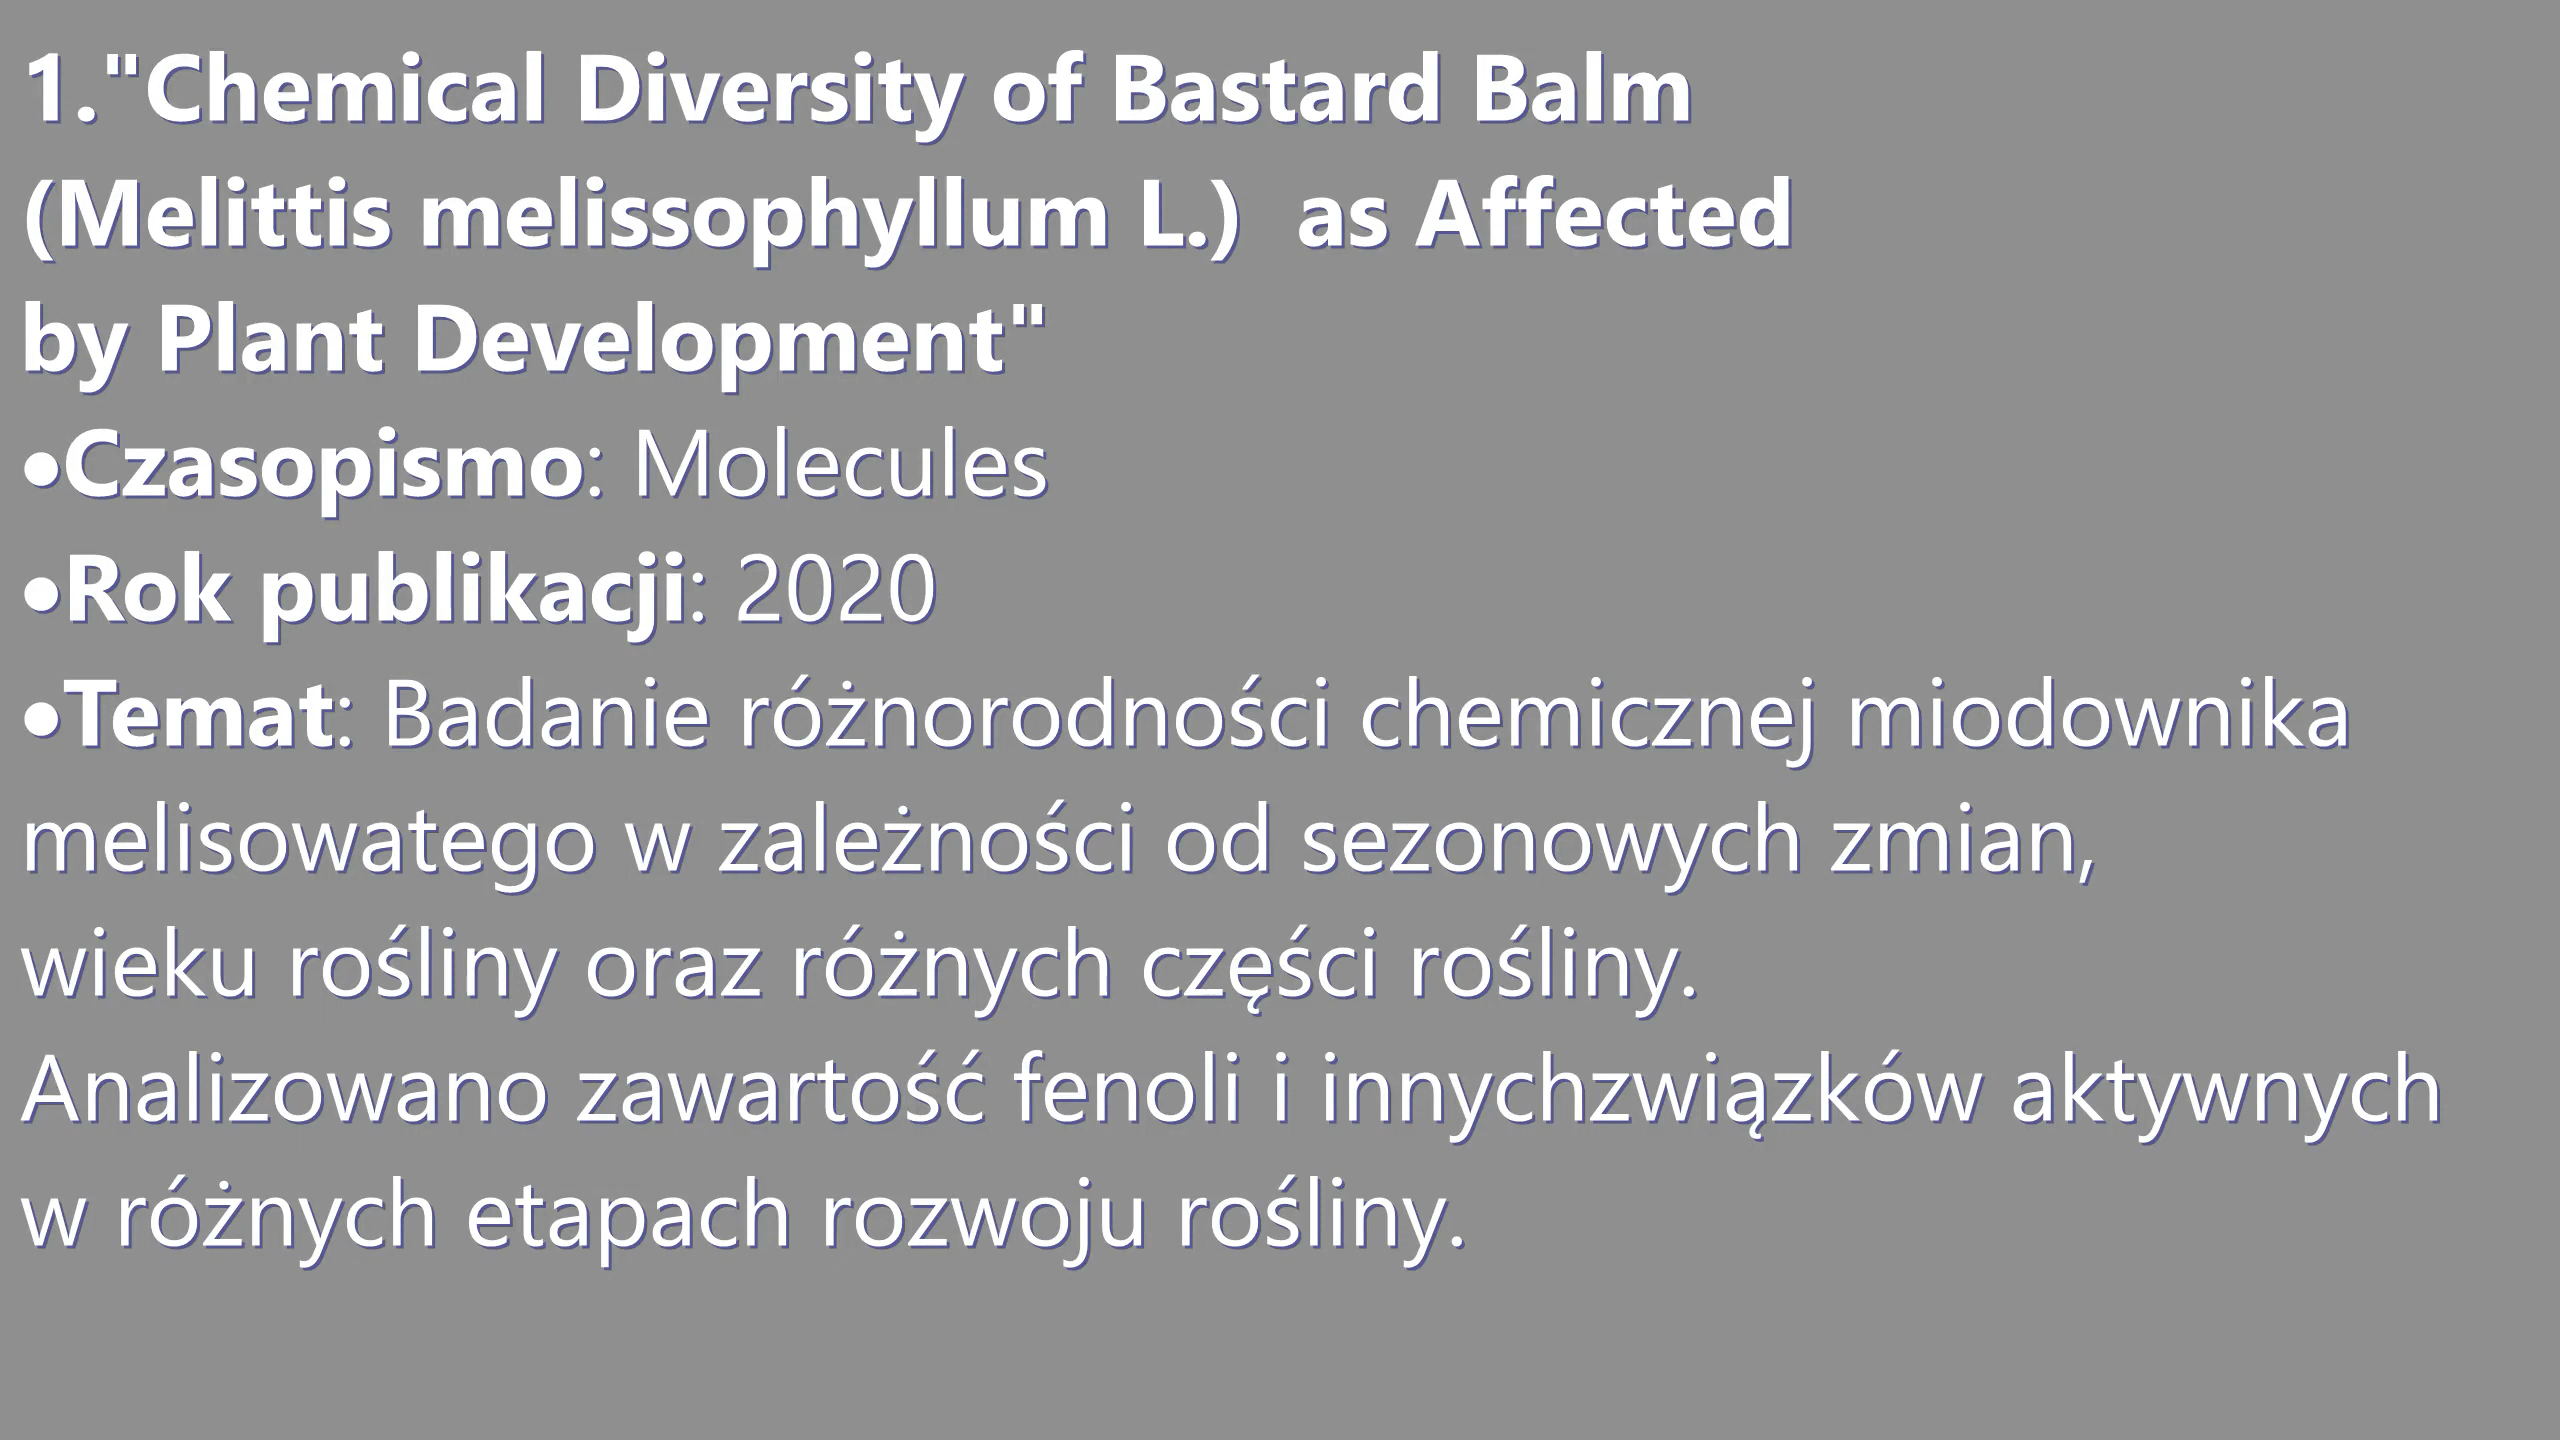 1."Chemical Diversity of Bastard Balm
(Melittis melissophyllum L.)  as Affected
by Plant Development"
•Czasopismo: Molecules
•Rok publikacji: 2020
•Temat: Badanie różnorodności chemicznej miodownika
melisowatego w zależności od sezonowych zmian,
wieku rośliny oraz różnych części rośliny.
Analizowano zawartość fenoli i innychzwiązków aktywnych
w różnych etapach rozwoju rośliny.